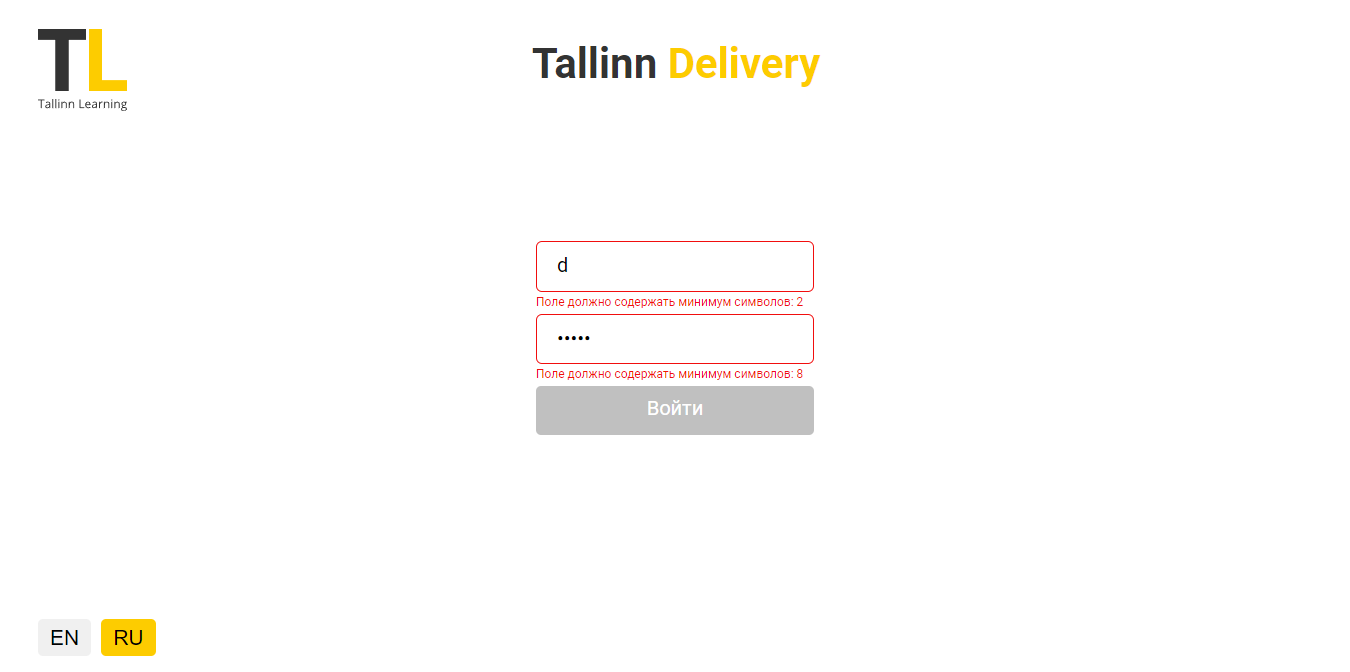 TL
Tallinn Learning
Tallinn Delivery
d
Поле должно содержать минимум символов: 2
•••••
Поле должно содержать минимум символов: 8
Войти
EN RU